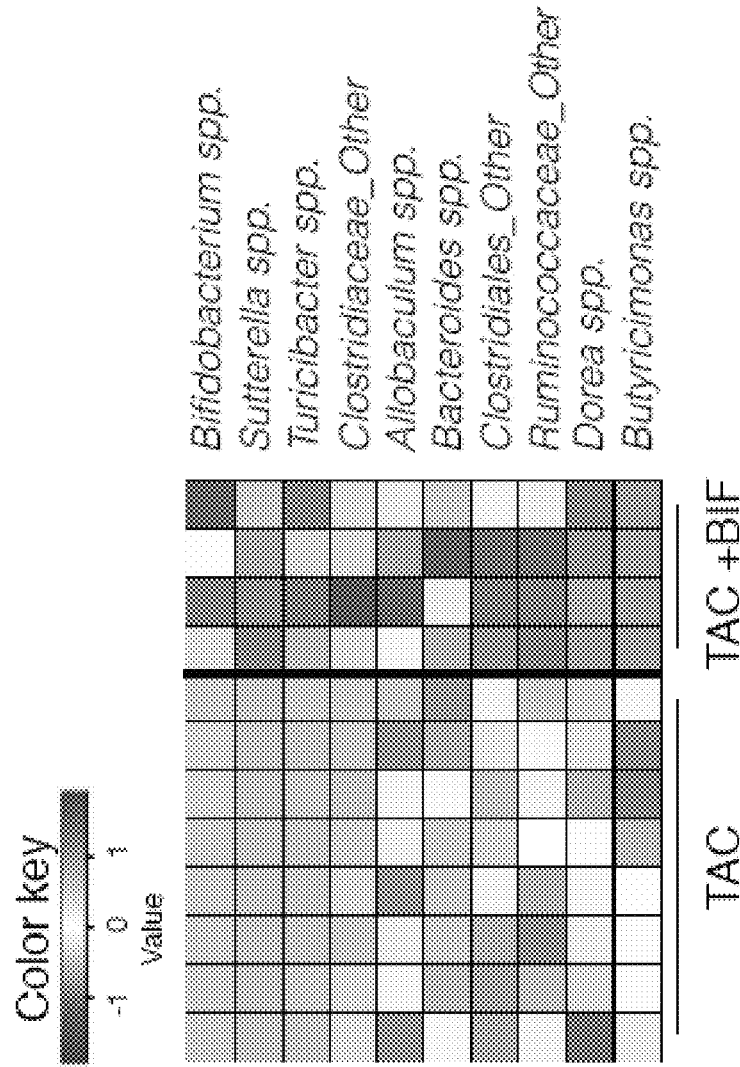 Color key
-1 0 1
Value
Bifidobacterium spp.
Sutterella spp.
Turicibacter spp.
Clostridiaceae_Other
Allobaculum spp.
Bacteroides spp.
Clostridiales_Other
Ruminococcaceae_Other
Dorea spp.
Butyricimonas spp.
TAC TAC +BIF